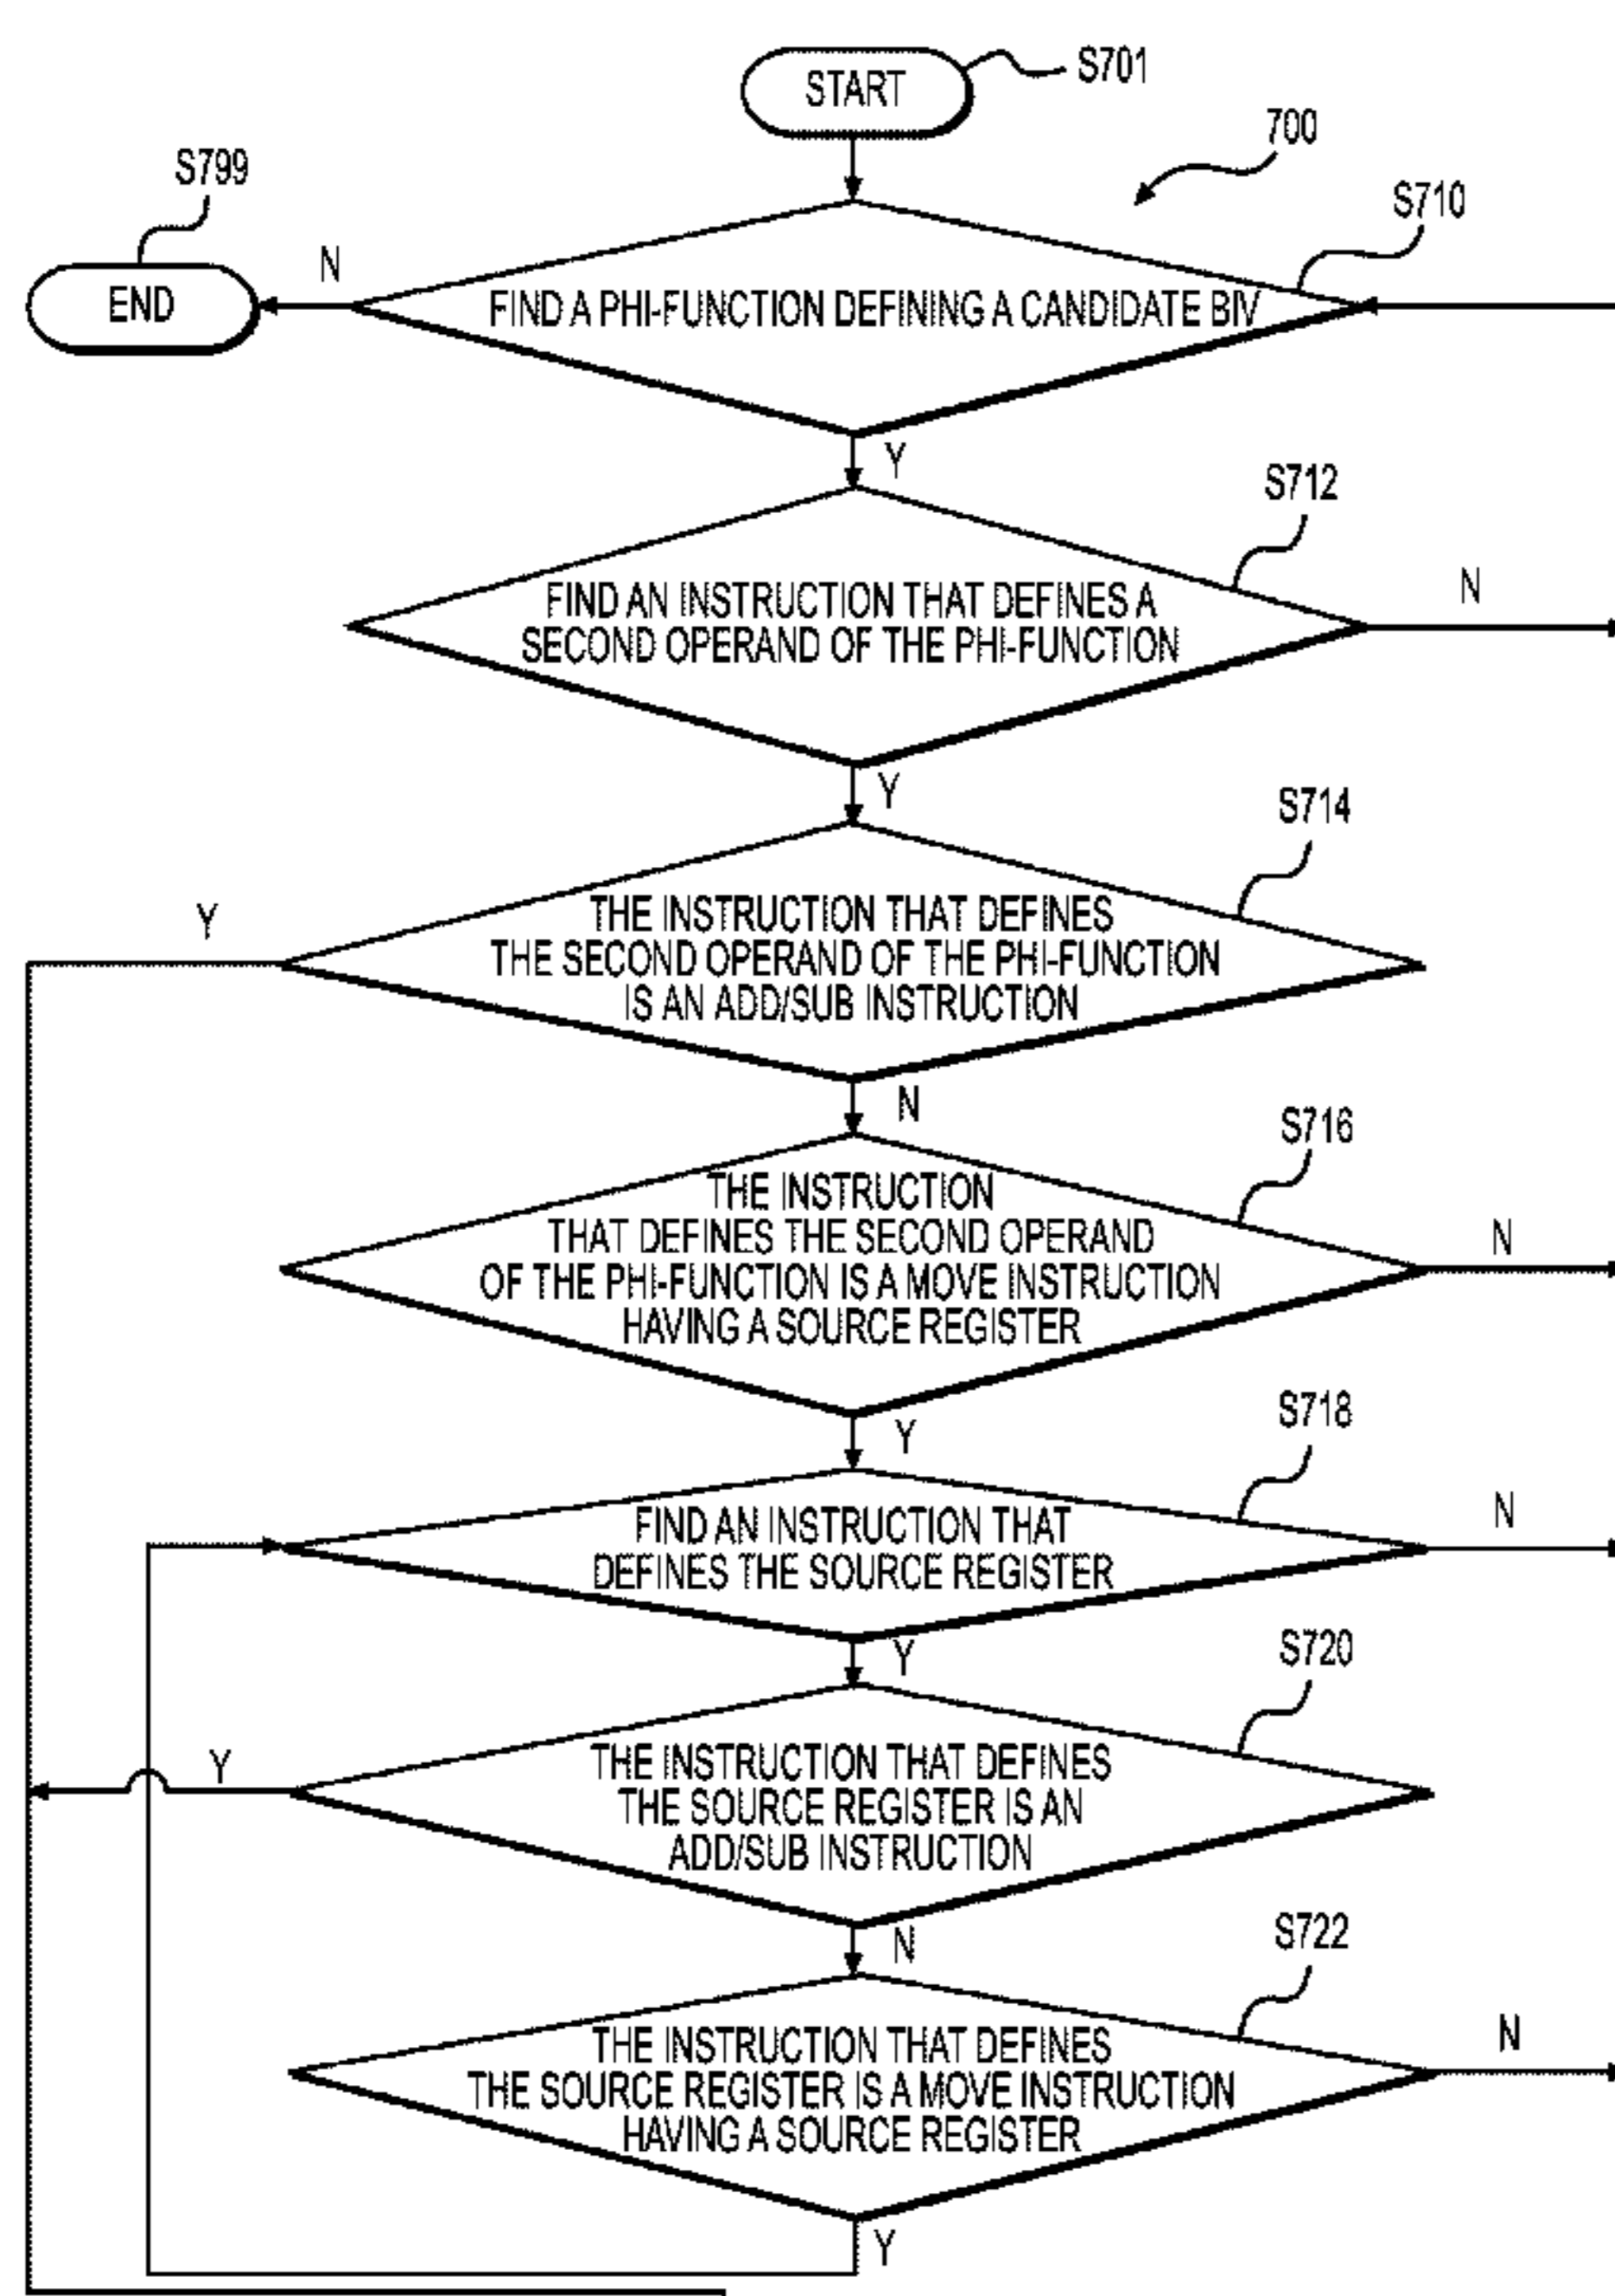 START
S701
700
S799
S710
N
END
FIND A PHI-FUNCTION DEFINING A CANDIDATE BIV
Y
S712
N
FIND AN INSTRUCTION THAT DEFINES A
SECOND OPERAND OF THE PHI-FUNCTION
Y
S714
Y
THE INSTRUCTION THAT DEFINES
THE SECOND OPERAND OF THE PHI-FUNCTION
IS AN ADD/SUB INSTRUCTION
N
S716
THE INSTRUCTION
THAT DEFINES THE SECOND OPERAND
OF THE PHI-FUNCTION IS A MOVE INSTRUCTION
HAVING A SOURCE REGISTER
N
Y
S718
FIND AN INSTRUCTION THAT
DEFINES THE SOURCE REGISTER
N
Y
S720
Y
THE INSTRUCTION THAT DEFINES
THE SOURCE REGISTER IS AN
ADD/SUB INSTRUCTION
N
S722
THE INSTRUCTION THAT DEFINES
THE SOURCE REGISTER IS A MOVE INSTRUCTION
HAVING A SOURCE REGISTER
N
Y